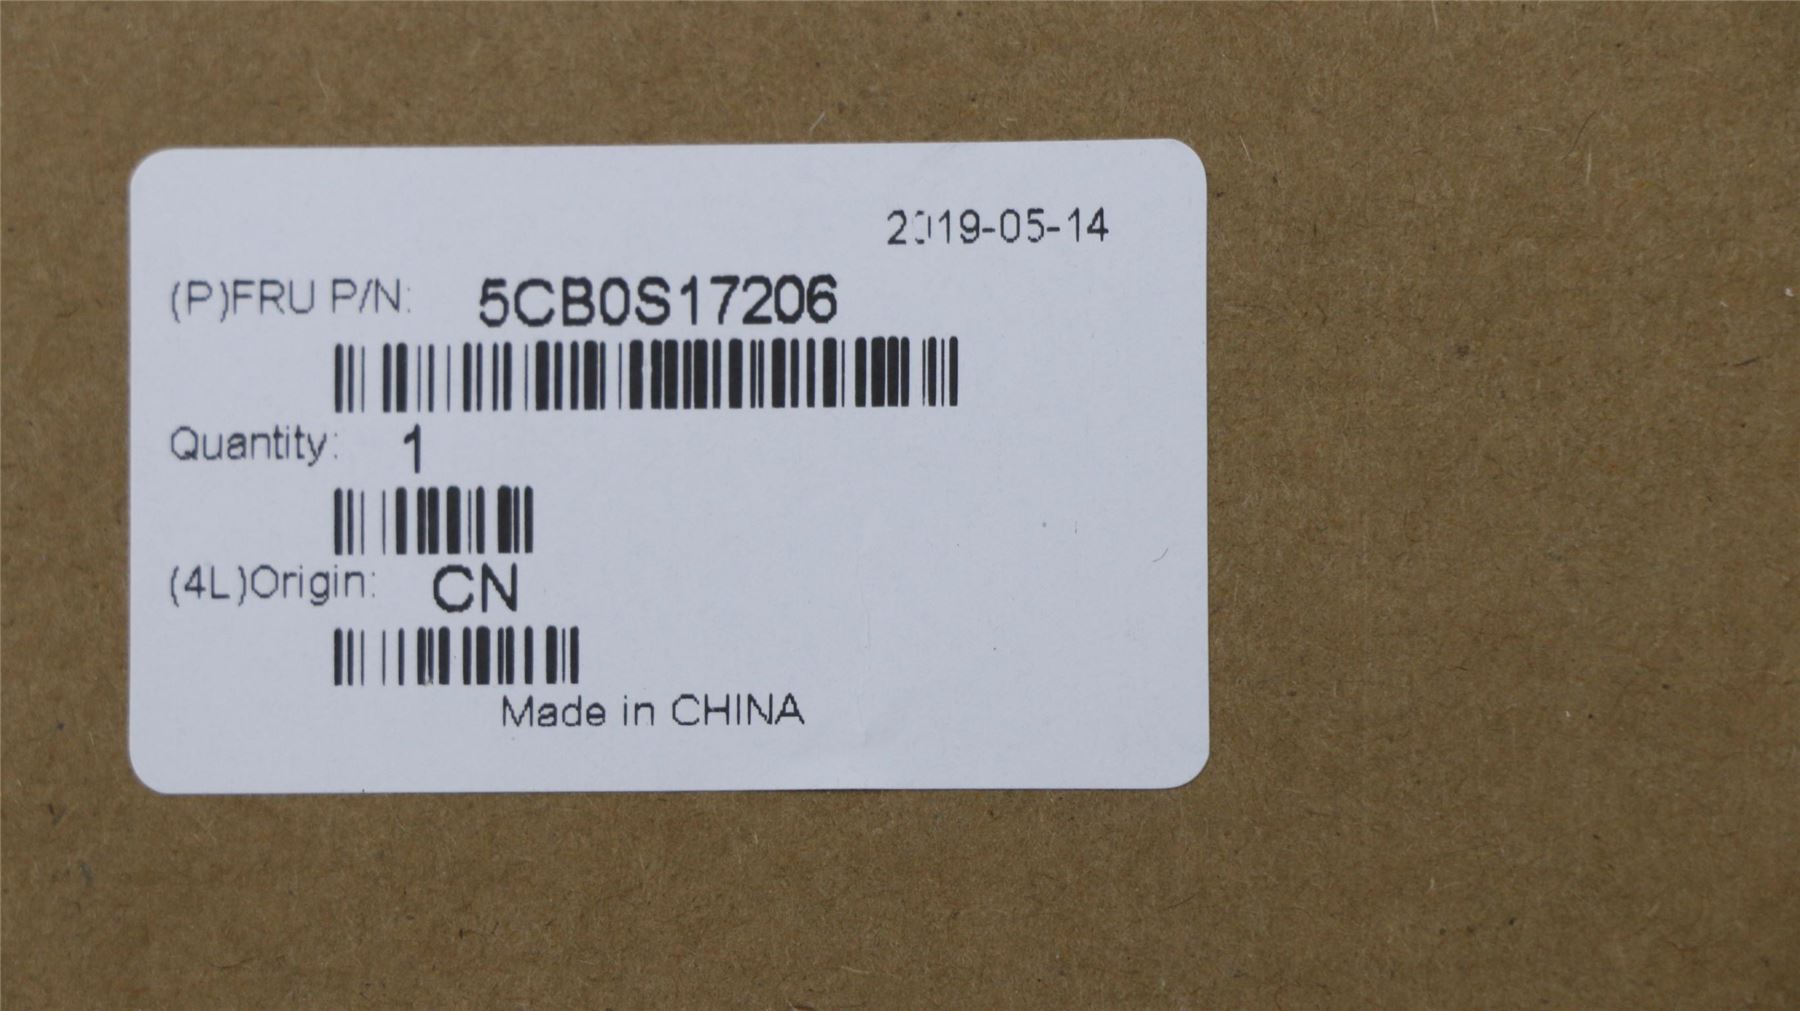 2019-05-14
(P)FRU P/N: 5CB0S17206
Quantity: 1
(4L)Origin: CN
Made in CHINA